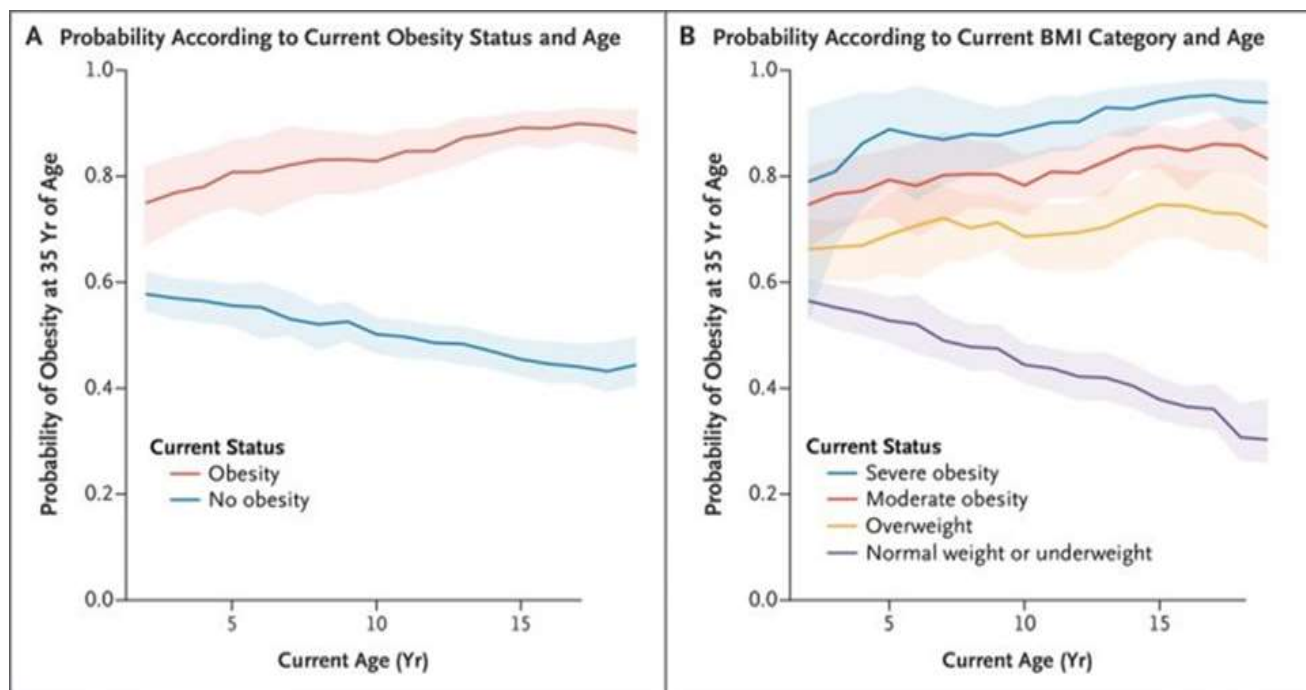 A Probability According to Current Obesity Status and Age
Probability of Obesity at 35 Yr of Age
1.0
0.8
0.6
0.4
0.2
0.0
Current Status
Obesity
No obesity
5
10
15
Current Age (Yr)
B Probability According to Current BMI Category and Age
Probability of Obesity at 35 Yr of Age
1.0
0.8
0.6
0.4
0.2
0.0
Current Status
Severe obesity
Moderate obesity
Overweight
Normal weight or underweight
5
10
15
Current Age (Yr)